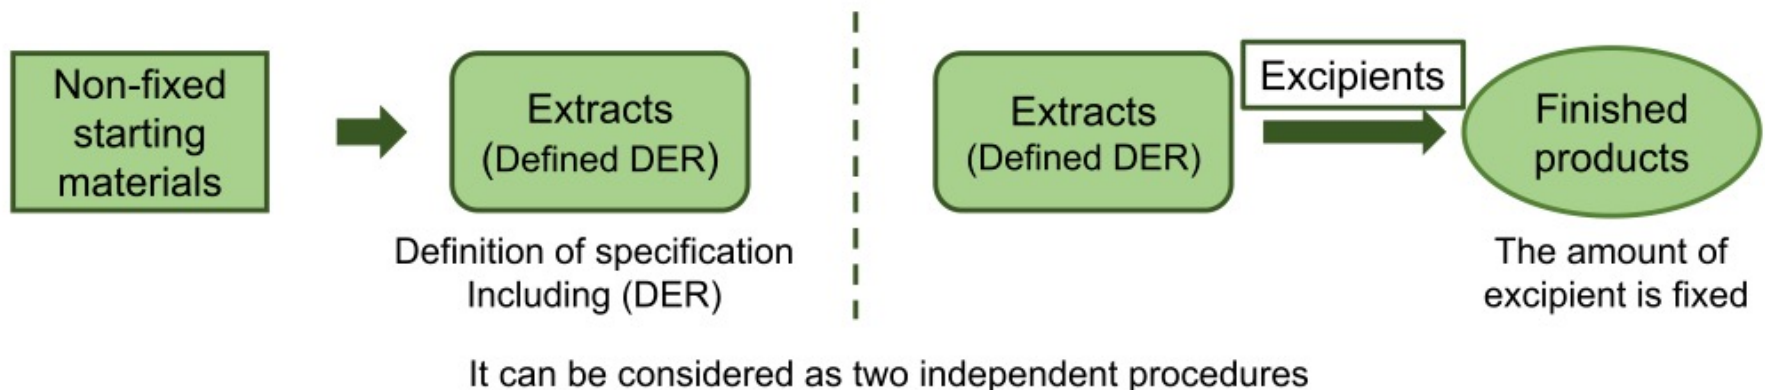 Non-fixed
starting
materials
Extracts
(Defined DER)
Definition of specification
Including (DER)
Extracts
(Defined DER)
Excipients
Finished
products
The amount of
excipient is fixed
It can be considered as two independent procedures